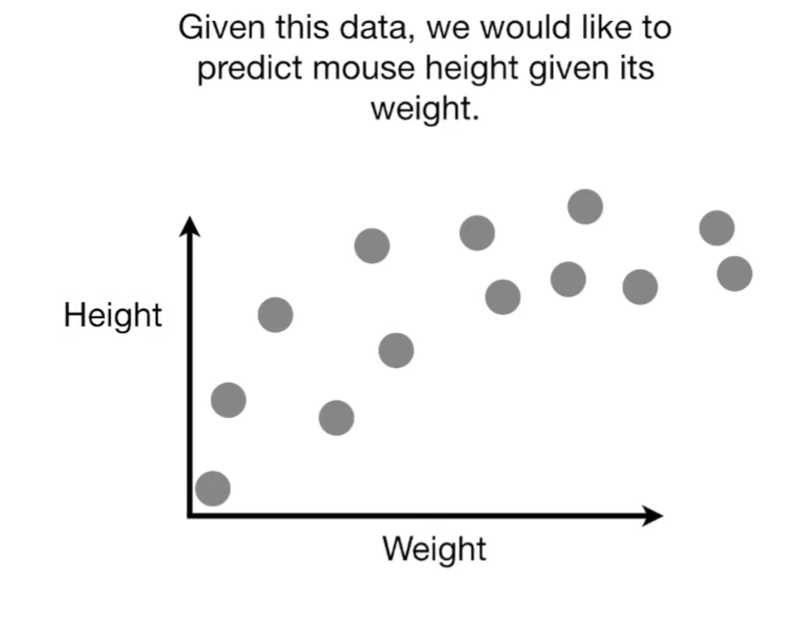 Given this data, we would like to
predict mouse height given its
weight.
Height
Weight